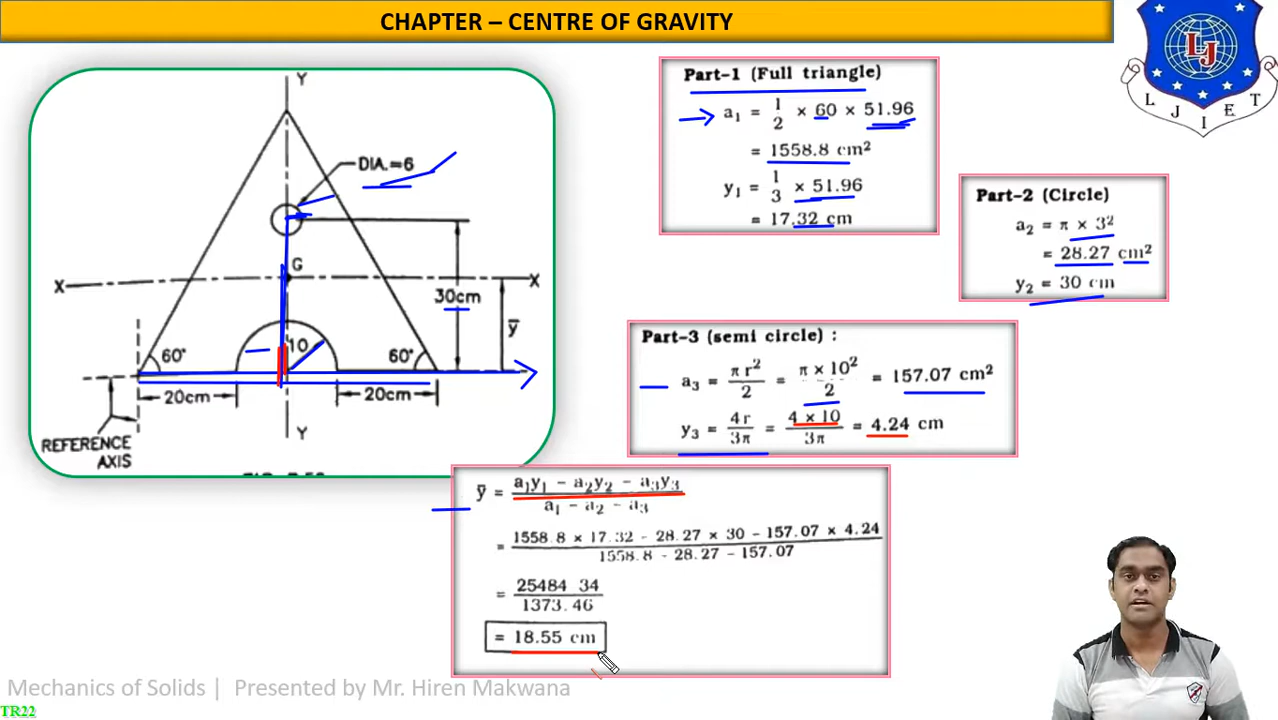 CHAPTER – CENTRE OF GRAVITY
LJ
L J I E T
Y
DIA.=6
G
X X
30cm
y̅
10
60° 60°
20cm 20cm
Y
REFERENCE
AXIS
Part-1 (Full triangle)
a₁ = 1/2 × 60 × 51.96
= 1558.8 cm²
y₁ = 1/3 × 51.96
= 17.32 cm
Part-2 (Circle)
a₂ = π × 3²
= 28.27 cm²
y₂ = 30 cm
Part-3 (semi circle) :
a₃ = π r²/2 = π × 10²/2 = 157.07 cm²
y₃ = 4r/3π = 4 × 10/3π = 4.24 cm
y̅ = a₁y₁ − a₂y₂ − a₃y₃ / a₁ − a₂ − a₃
= 1558.8 × 17.32 − 28.27 × 30 − 157.07 × 4.24 / 1558.8 − 28.27 − 157.07
= 25484 34 / 1373.46
= 18.55 cm
Mechanics of Solids | Presented by Mr. Hiren Makwana
TR22